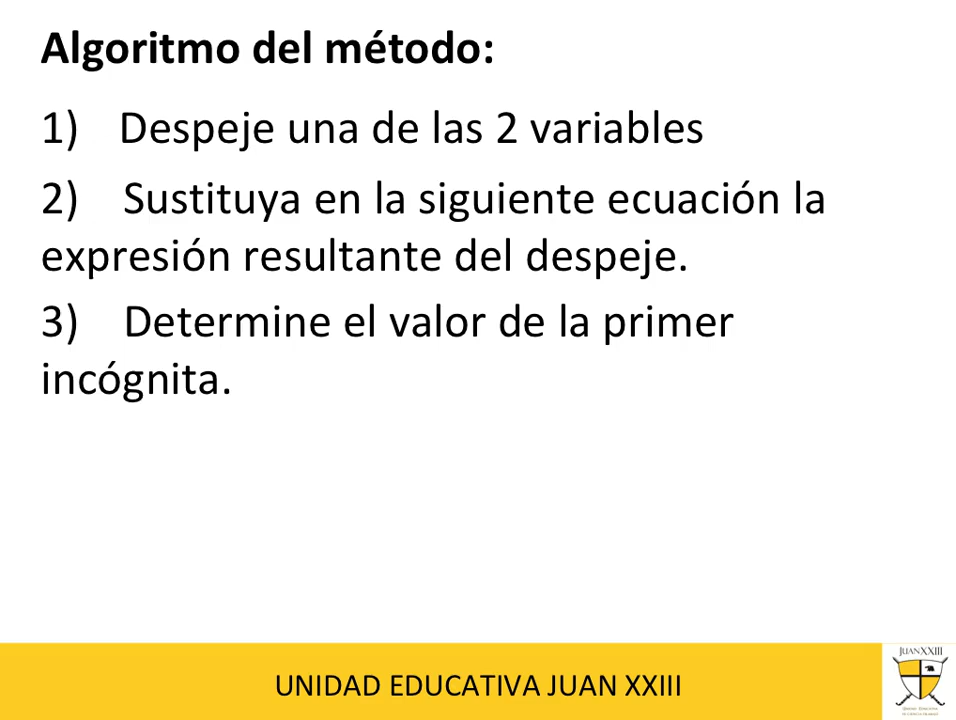 Algoritmo del método:
1) Despeje una de las 2 variables
2) Sustituya en la siguiente ecuación la
expresión resultante del despeje.
3) Determine el valor de la primer
incógnita.
UNIDAD EDUCATIVA JUAN XXIII
JUAN XXIII